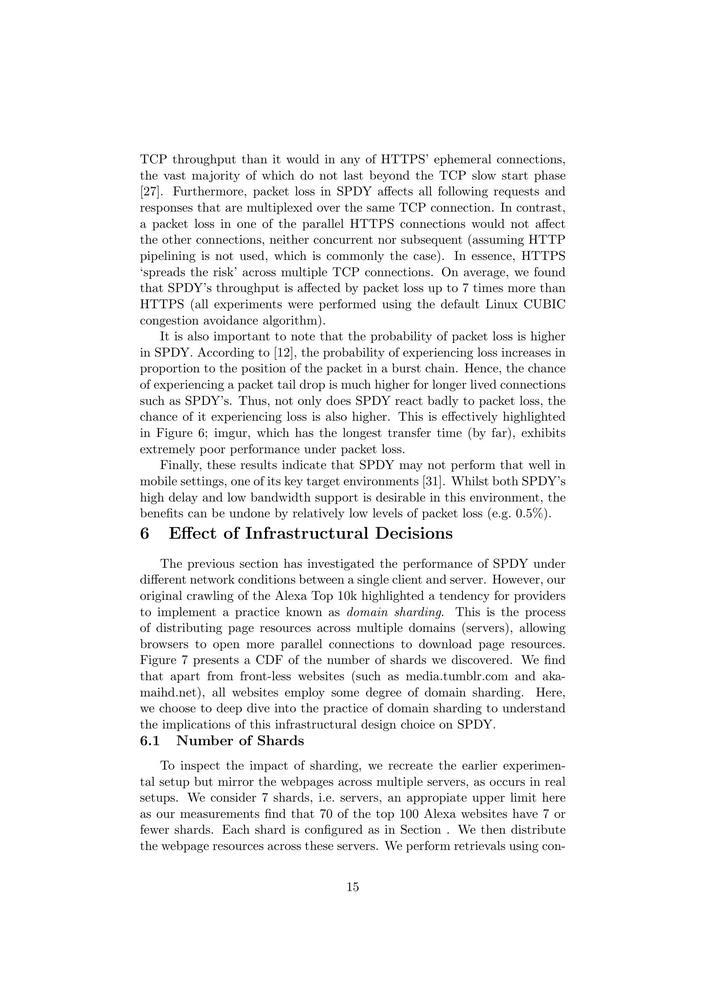 TCP throughput than it would in any of HTTPS' ephemeral connections,
the vast majority of which do not last beyond the TCP slow start phase
[27]. Furthermore, packet loss in SPDY affects all following requests and
responses that are multiplexed over the same TCP connection. In contrast,
a packet loss in one of the parallel HTTPS connections would not affect
the other connections, neither concurrent nor subsequent (assuming HTTP
pipelining is not used, which is commonly the case). In essence, HTTPS
‘spreads the risk’ across multiple TCP connections. On average, we found
that SPDY's throughput is affected by packet loss up to 7 times more than
HTTPS (all experiments were performed using the default Linux CUBIC
congestion avoidance algorithm).
It is also important to note that the probability of packet loss is higher
in SPDY. According to [12], the probability of experiencing loss increases in
proportion to the position of the packet in a burst chain. Hence, the chance
of experiencing a packet tail drop is much higher for longer lived connections
such as SPDY's. Thus, not only does SPDY react badly to packet loss, the
chance of it experiencing loss is also higher. This is effectively highlighted
in Figure 6; imgur, which has the longest transfer time (by far), exhibits
extremely poor performance under packet loss.
Finally, these results indicate that SPDY may not perform that well in
mobile settings, one of its key target environments [31]. Whilst both SPDY's
high delay and low bandwidth support is desirable in this environment, the
benefits can be undone by relatively low levels of packet loss (e.g. 0.5%).
6 Effect of Infrastructural Decisions
The previous section has investigated the performance of SPDY under
different network conditions between a single client and server. However, our
original crawling of the Alexa Top 10k highlighted a tendency for providers
to implement a practice known as domain sharding. This is the process
of distributing page resources across multiple domains (servers), allowing
browsers to open more parallel connections to download page resources.
Figure 7 presents a CDF of the number of shards we discovered. We find
that apart from front-less websites (such as media.tumblr.com and aka-
maihd.net), all websites employ some degree of domain sharding. Here,
we choose to deep dive into the practice of domain sharding to understand
the implications of this infrastructural design choice on SPDY.
6.1 Number of Shards
To inspect the impact of sharding, we recreate the earlier experimen-
tal setup but mirror the webpages across multiple servers, as occurs in real
setups. We consider 7 shards, i.e. servers, an appropiate upper limit here
as our measurements find that 70 of the top 100 Alexa websites have 7 or
fewer shards. Each shard is configured as in Section . We then distribute
the webpage resources across these servers. We perform retrievals using con-
15